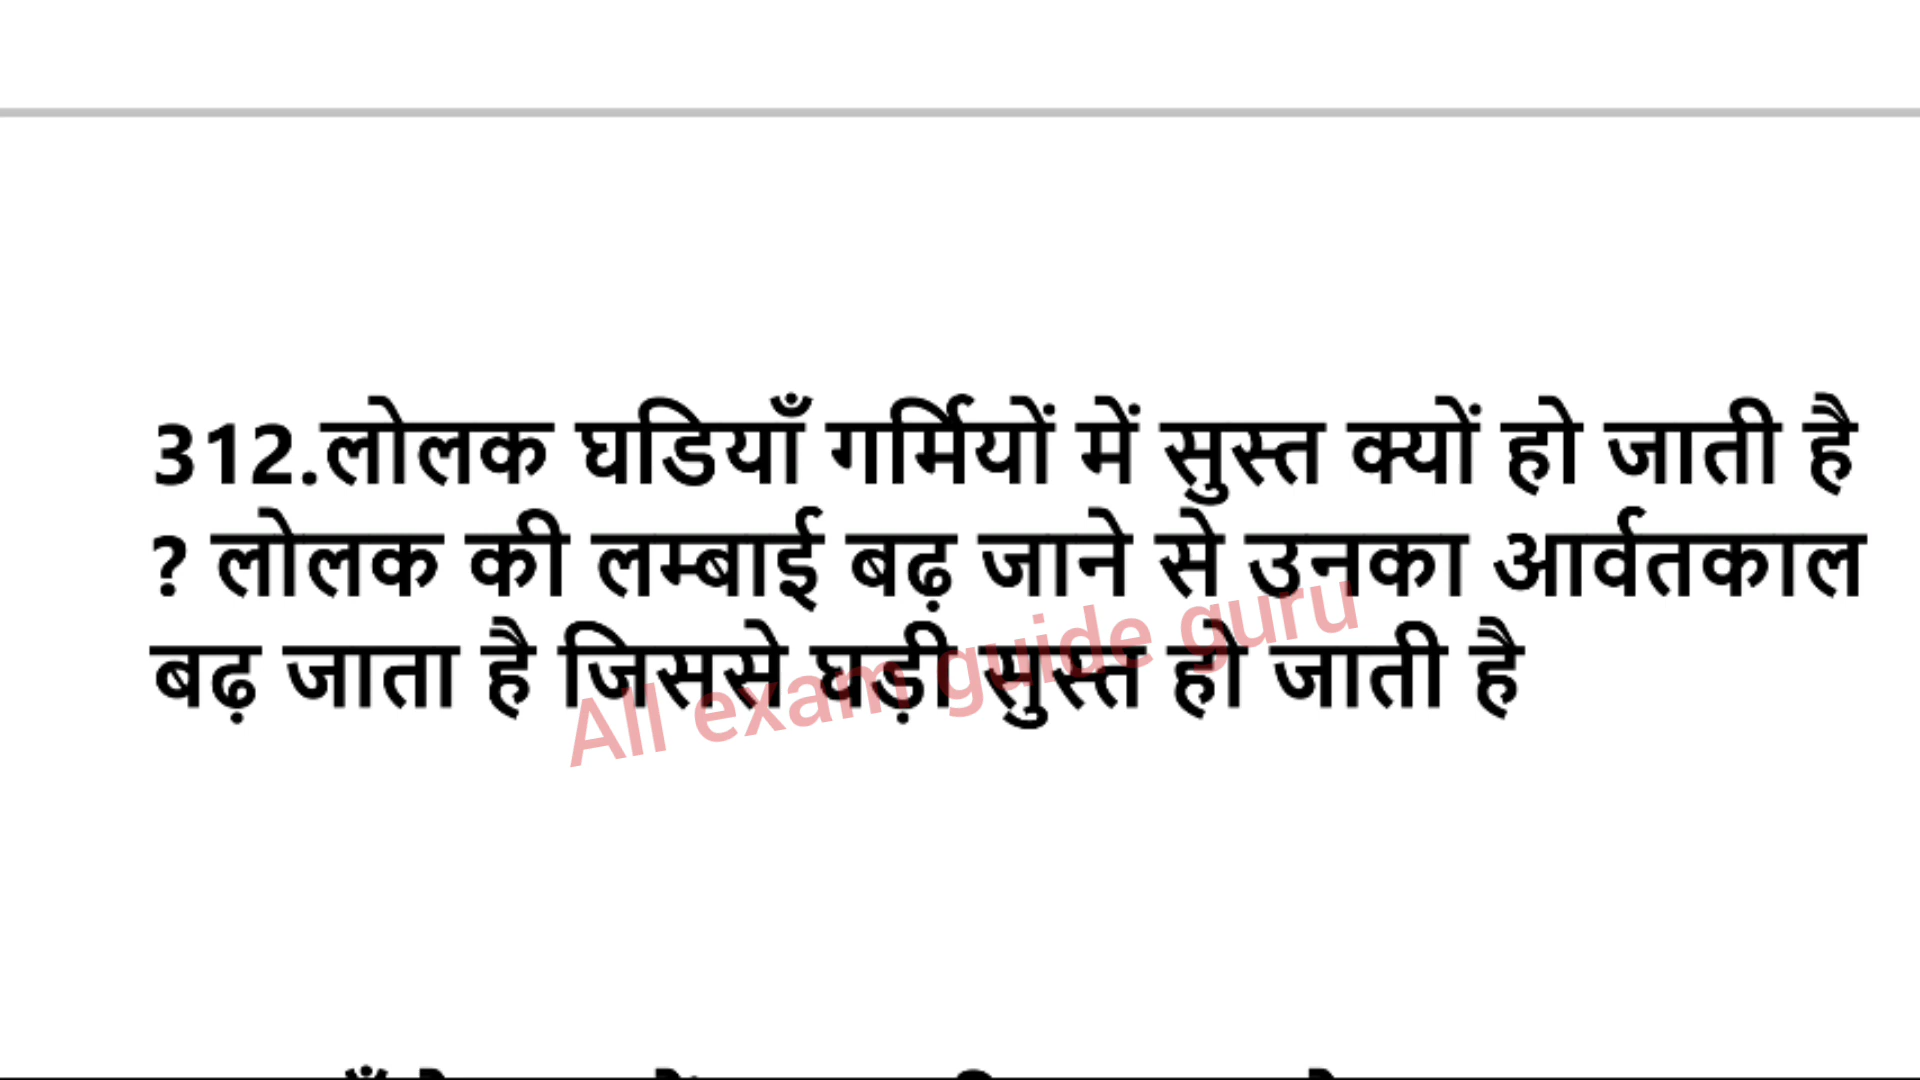 312.लोलक घडियाँ गर्मियों में सुस्त क्यों हो जाती है
? लोलक की लम्बाई बढ़ जाने से उनका आर्वतकाल
बढ़ जाता है जिससे घड़ी सुस्त हो जाती है
All exam guide guru